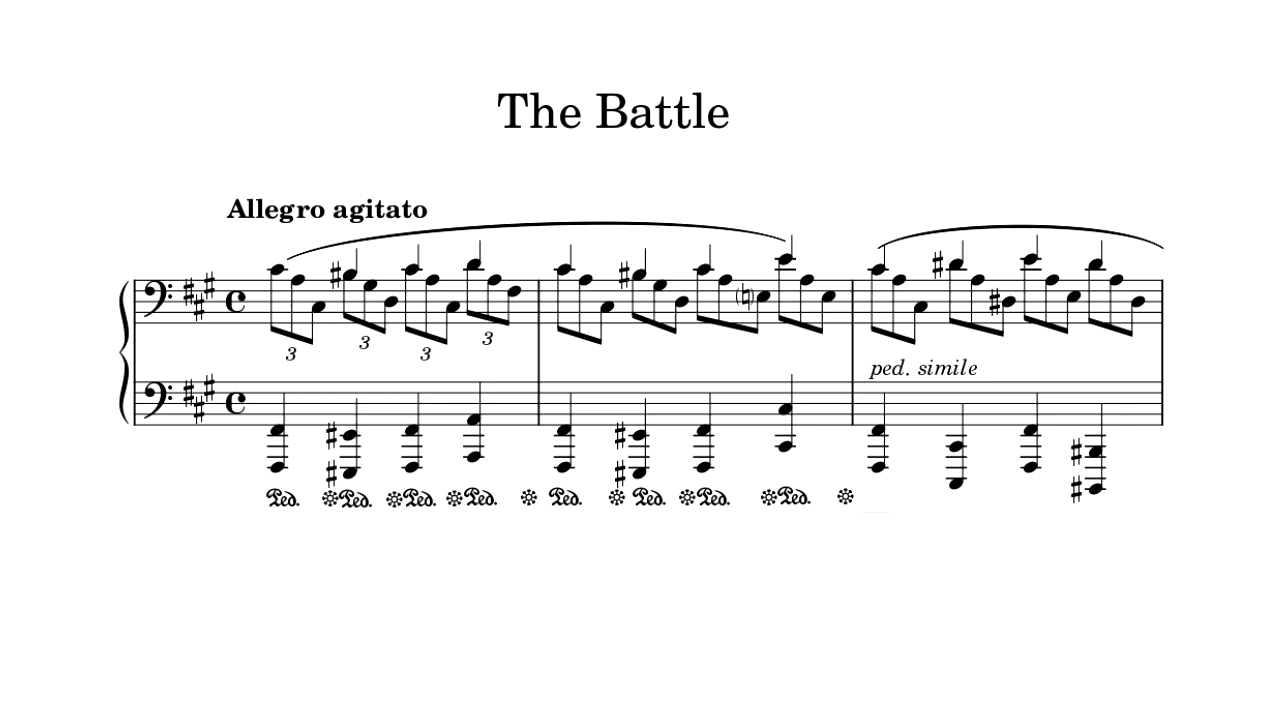 The Battle
Allegro agitato
3 3 3 3
ped. simile
Ped. Ped. Ped. Ped. Ped. Ped. Ped. Ped.